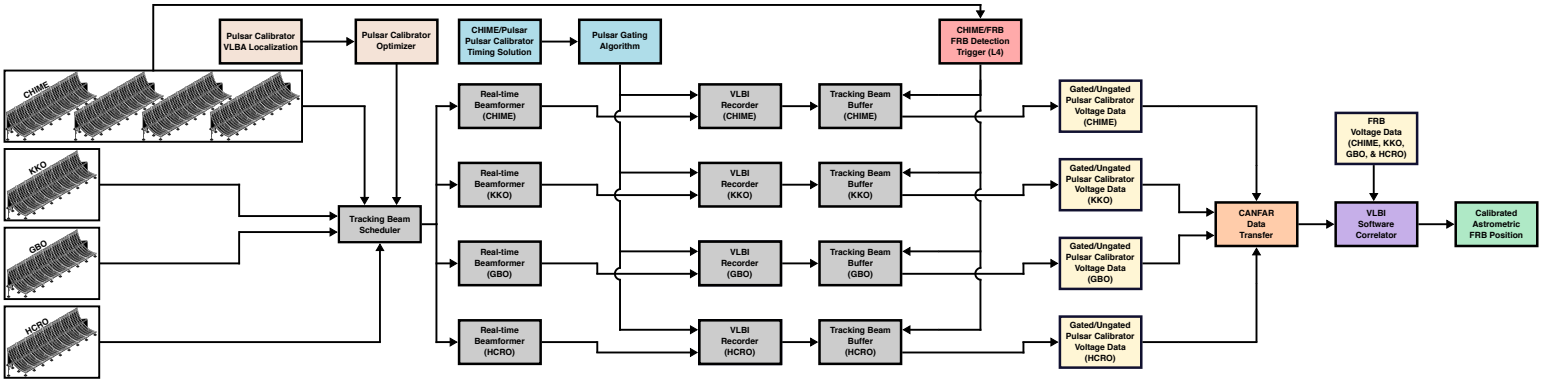 Pulsar Calibrator
VLBA Localization
Pulsar Calibrator
Optimizer
CHIME/Pulsar
Pulsar Calibrator
Timing Solution
Pulsar Gating
Algorithm
CHIME/FRB
FRB Detection
Trigger (L4)
CHIME
KKO
GBO
HCRO
Tracking Beam
Scheduler
Real-time
Beamformer
(CHIME)
VLBI
Recorder
(CHIME)
Tracking Beam
Buffer
(CHIME)
Gated/Ungated
Pulsar Calibrator
Voltage Data
(CHIME)
Real-time
Beamformer
(KKO)
VLBI
Recorder
(KKO)
Tracking Beam
Buffer
(KKO)
Gated/Ungated
Pulsar Calibrator
Voltage Data
(KKO)
Real-time
Beamformer
(GBO)
VLBI
Recorder
(GBO)
Tracking Beam
Buffer
(GBO)
Gated/Ungated
Pulsar Calibrator
Voltage Data
(GBO)
Real-time
Beamformer
(HCRO)
VLBI
Recorder
(HCRO)
Tracking Beam
Buffer
(HCRO)
Gated/Ungated
Pulsar Calibrator
Voltage Data
(HCRO)
CANFAR
Data
Transfer
FRB
Voltage Data
(CHIME, KKO,
GBO, & HCRO)
VLBI
Software
Correlator
Calibrated
Astrometric
FRB Position